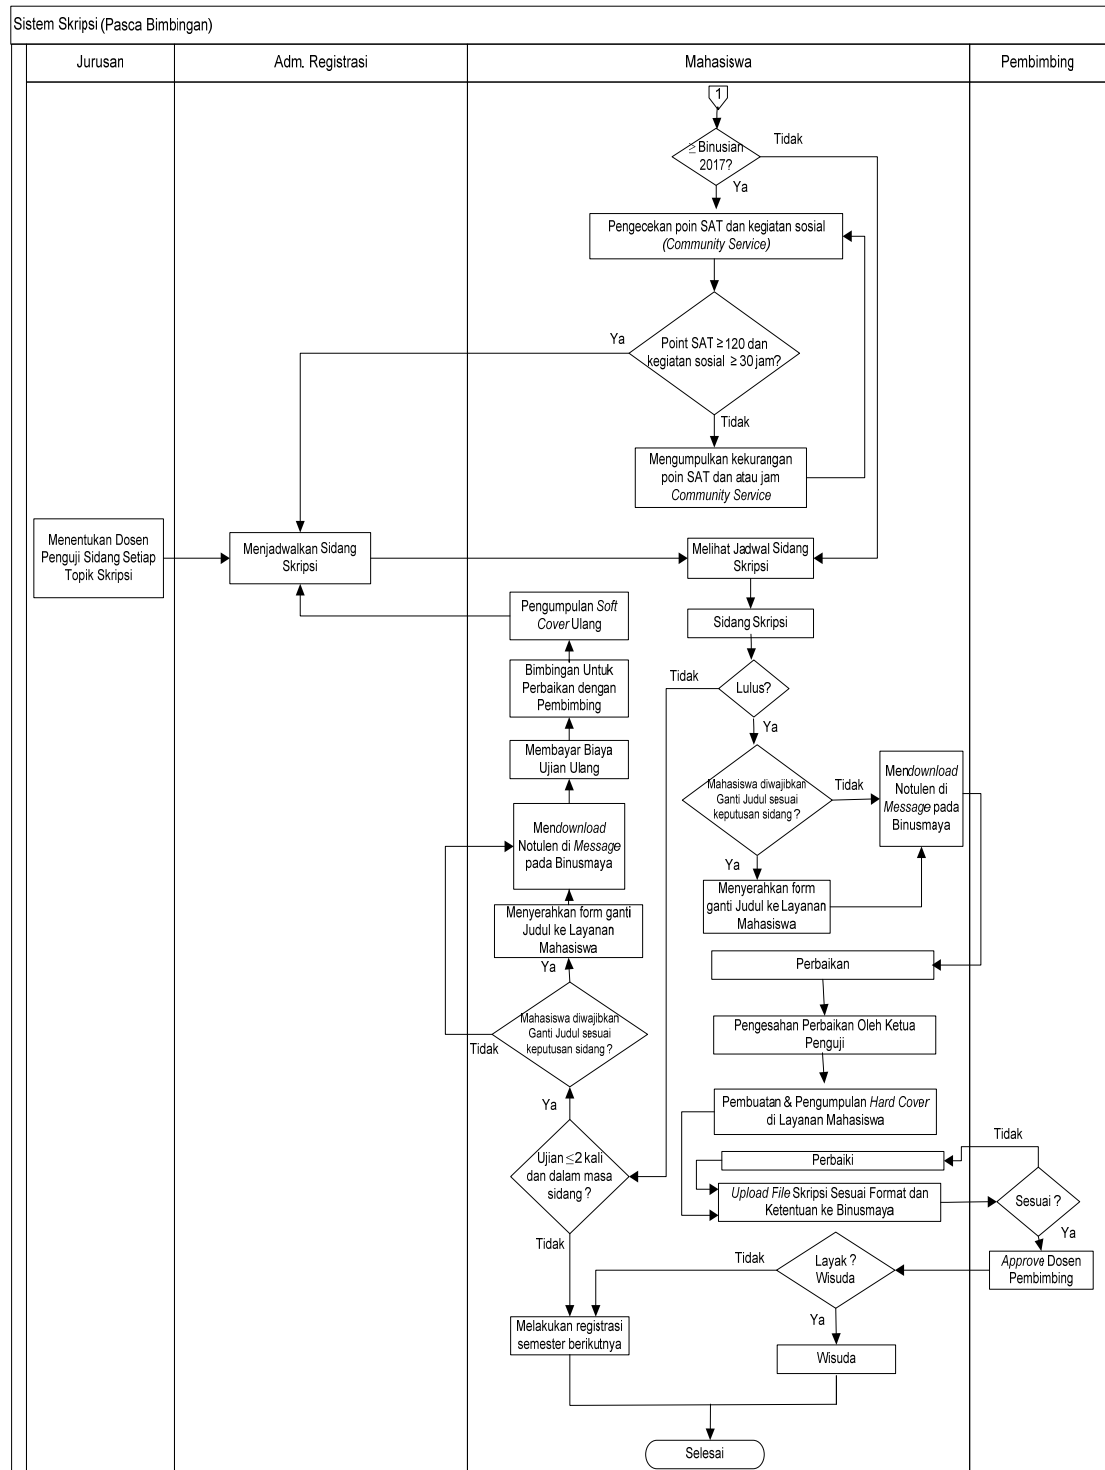 Sistem Skripsi (Pasca Bimbingan)
Jurusan
Adm. Registrasi
Mahasiswa
Pembimbing
1
≥ Binusian
2017?
Tidak
Ya
Pengecekan poin SAT dan kegiatan sosial
(Community Service)
Point SAT ≥ 120 dan
kegiatan sosial ≥ 30 jam?
Ya
Tidak
Mengumpulkan kekurangan
poin SAT dan atau jam
Community Service
Menentukan Dosen
Penguji Sidang Setiap
Topik Skripsi
Menjadwalkan Sidang
Skripsi
Melihat Jadwal Sidang
Skripsi
Pengumpulan Soft
Cover Ulang
Sidang Skripsi
Bimbingan Untuk
Perbaikan dengan
Pembimbing
Tidak
Lulus?
Ya
Membayar Biaya
Ujian Ulang
Mahasiswa diwajibkan
Ganti Judul sesuai
keputusan sidang ?
Tidak
Mendownload
Notulen di
Message pada
Binusmaya
Mendownload
Notulen di Message
pada Binusmaya
Ya
Menyerahkan form
ganti Judul ke Layanan
Mahasiswa
Menyerahkan form ganti
Judul ke Layanan
Mahasiswa
Ya
Perbaikan
Mahasiswa diwajibkan
Ganti Judul sesuai
keputusan sidang ?
Tidak
Pengesahan Perbaikan Oleh Ketua
Penguji
Ya
Pembuatan & Pengumpulan Hard Cover
di Layanan Mahasiswa
Ujian ≤2 kali
dan dalam masa
sidang ?
Tidak
Perbaiki
Tidak
Upload File Skripsi Sesuai Format dan
Ketentuan ke Binusmaya
Sesuai ?
Ya
Approve Dosen
Pembimbing
Layak ?
Wisuda
Tidak
Ya
Melakukan registrasi
semester berikutnya
Wisuda
Selesai